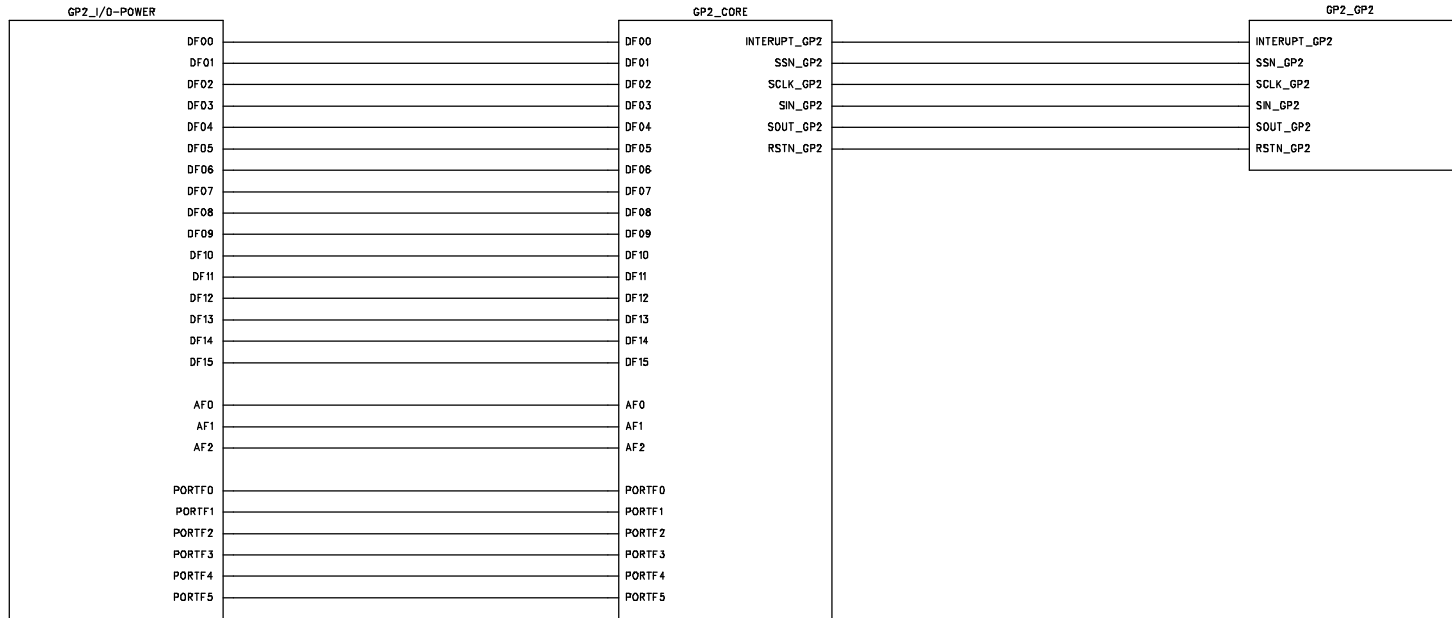 GP2_I/O-POWER GP2_CORE GP2_GP2
DF00 DF00 INTERUPT_GP2 INTERUPT_GP2
DF01 DF01 SSN_GP2 SSN_GP2
DF02 DF02 SCLK_GP2 SCLK_GP2
DF03 DF03 SIN_GP2 SIN_GP2
DF04 DF04 SOUT_GP2 SOUT_GP2
DF05 DF05 RSTN_GP2 RSTN_GP2
DF06 DF06
DF07 DF07
DF08 DF08
DF09 DF09
DF10 DF10
DF11 DF11
DF12 DF12
DF13 DF13
DF14 DF14
DF15 DF15
AF0 AF0
AF1 AF1
AF2 AF2
PORTF0 PORTF0
PORTF1 PORTF1
PORTF2 PORTF2
PORTF3 PORTF3
PORTF4 PORTF4
PORTF5 PORTF5